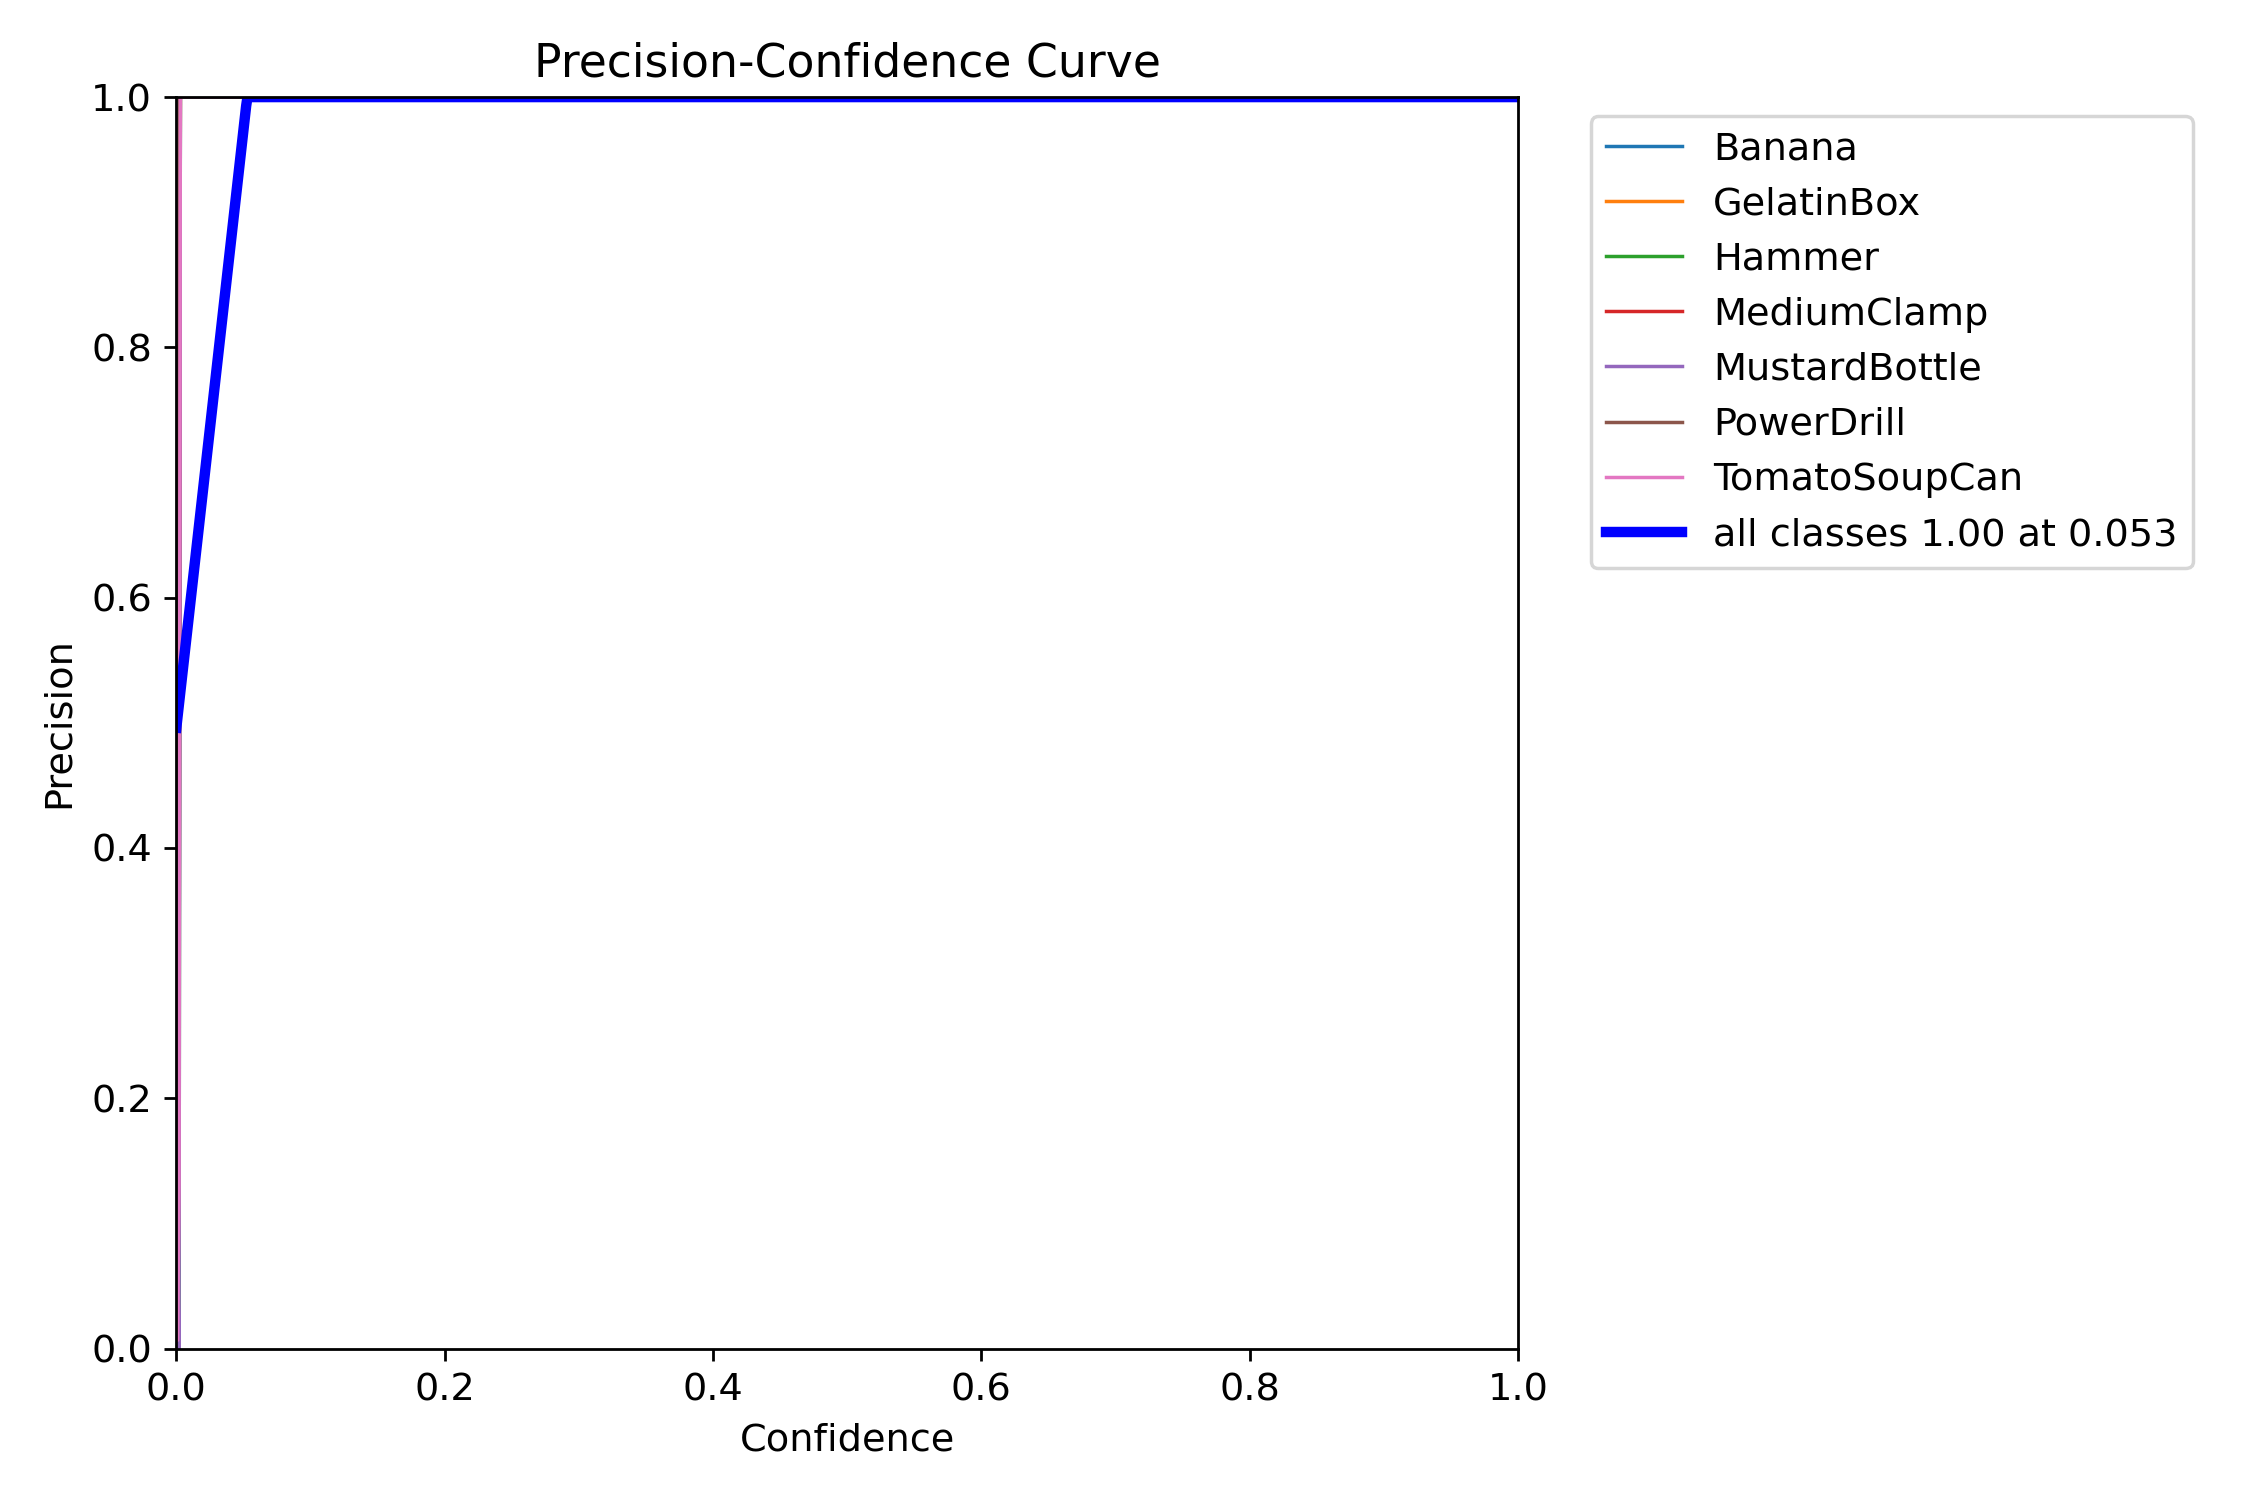 Precision-Confidence Curve
1.0
0.8
0.6
0.4
0.2
0.0
Precision
0.0 0.2 0.4 0.6 0.8 1.0
Confidence
Banana
GelatinBox
Hammer
MediumClamp
MustardBottle
PowerDrill
TomatoSoupCan
all classes 1.00 at 0.053